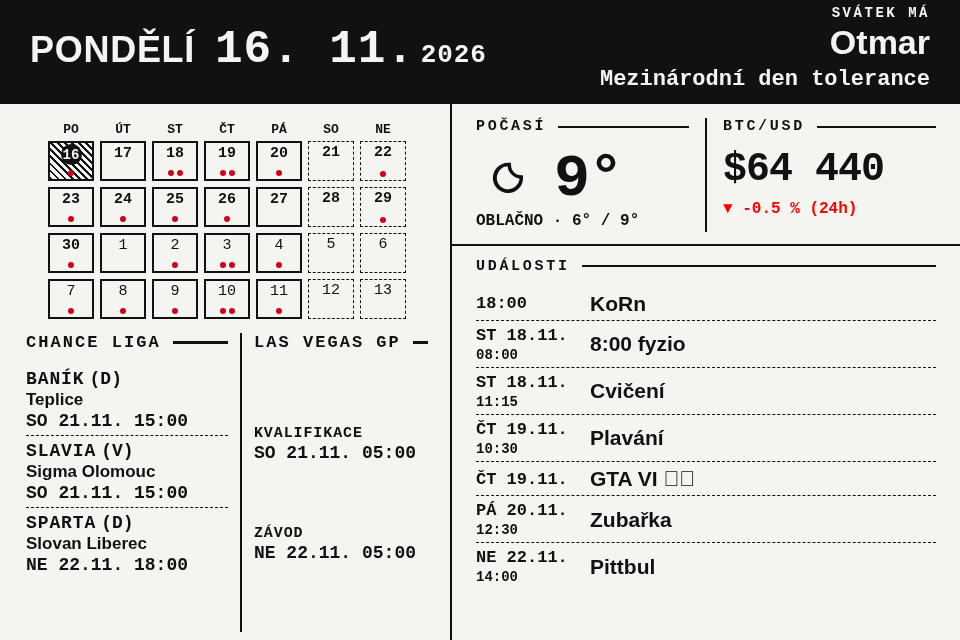 PONDĚLÍ 16. 11. 2026
SVÁTEK MÁ
Otmar
Mezinárodní den tolerance
PO ÚT ST ČT PÁ SO NE
16 17 18 19 20 21 22
23 24 25 26 27 28 29
30 1 2 3 4 5 6
7 8 9 10 11 12 13
CHANCE LIGA
BANÍK (D)
Teplice
SO 21.11. 15:00
SLAVIA (V)
Sigma Olomouc
SO 21.11. 15:00
SPARTA (D)
Slovan Liberec
NE 22.11. 18:00
LAS VEGAS GP
KVALIFIKACE
SO 21.11. 05:00
ZÁVOD
NE 22.11. 05:00
POČASÍ
9°
OBLAČNO · 6° / 9°
BTC/USD
$64 440
▼ -0.5 % (24h)
UDÁLOSTI
18:00 KoRn
ST 18.11. 08:00 8:00 fyzio
ST 18.11. 11:15 Cvičení
ČT 19.11. 10:30 Plavání
ČT 19.11. GTA VI
PÁ 20.11. 12:30 Zubařka
NE 22.11. 14:00 Pittbul